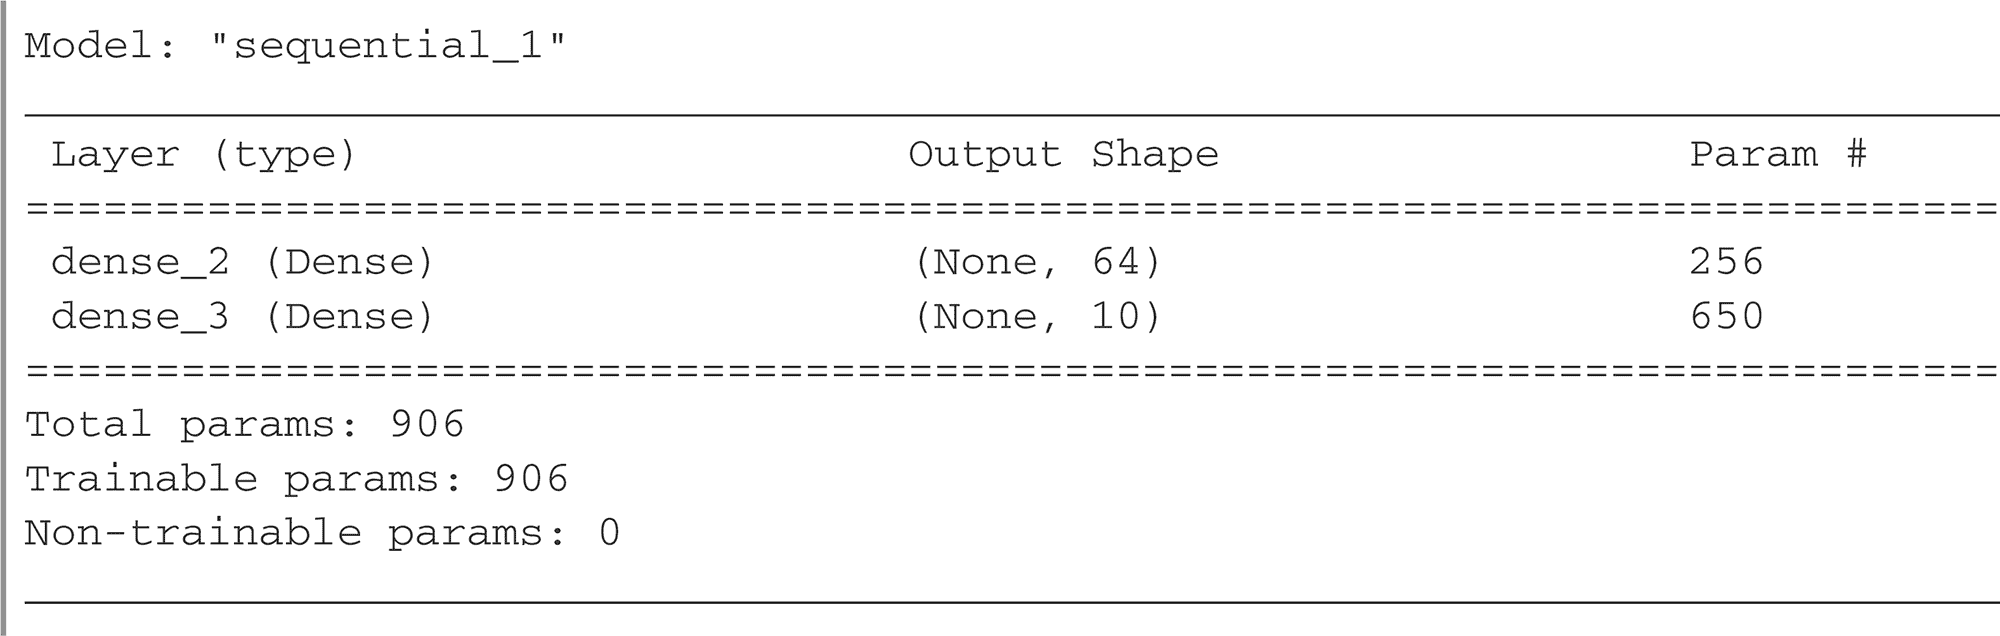 Model: "sequential_1"
Layer (type) Output Shape Param #
=================================================================
dense_2 (Dense) (None, 64) 256
dense_3 (Dense) (None, 10) 650
=================================================================
Total params: 906
Trainable params: 906
Non-trainable params: 0